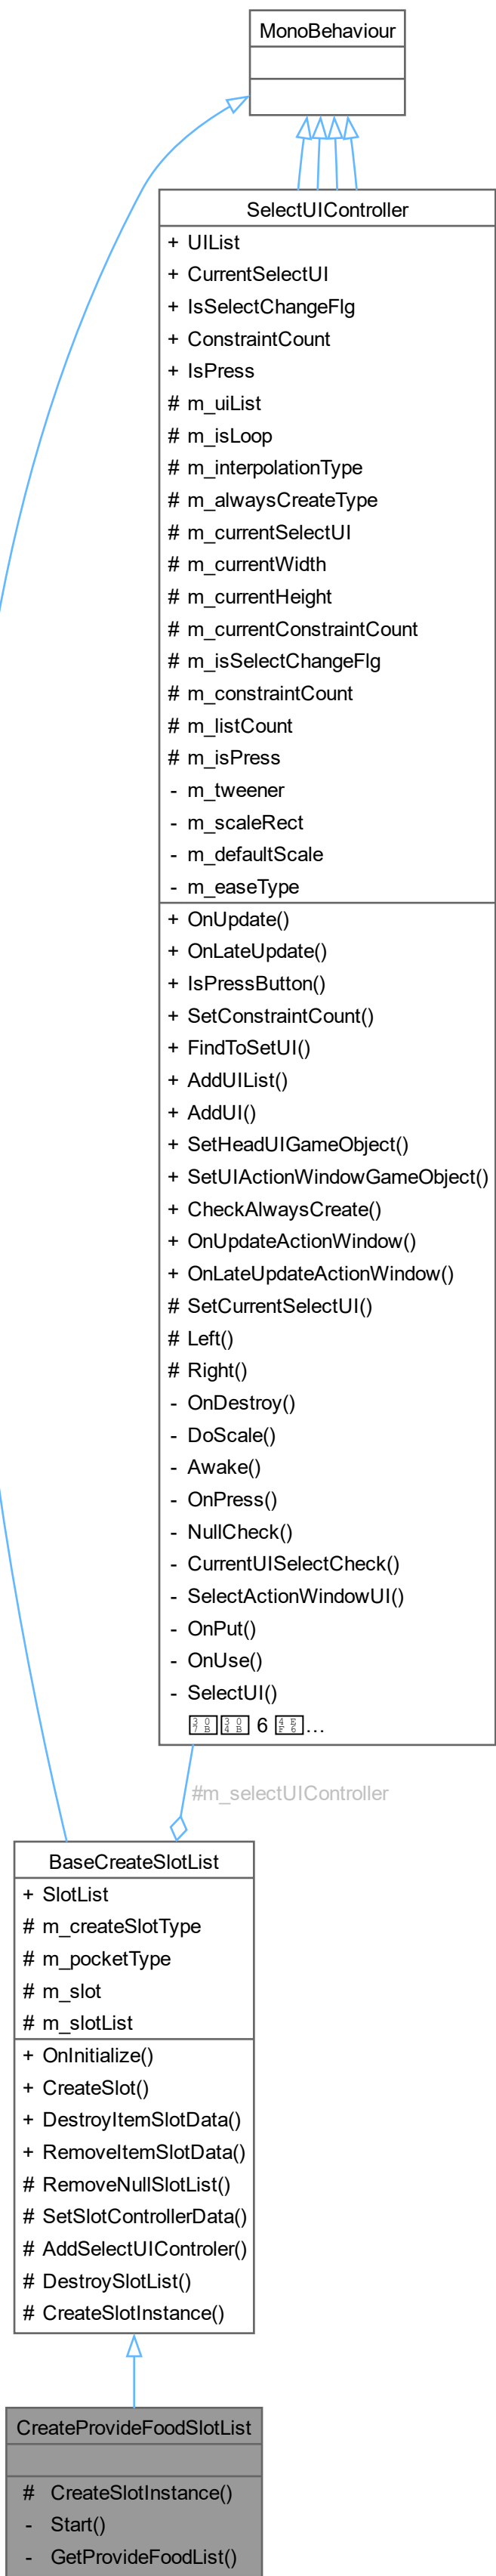 MonoBehaviour
SelectUIController
+ UIList
+ CurrentSelectUI
+ IsSelectChangeFlg
+ ConstraintCount
+ IsPress
# m_uiList
# m_isLoop
# m_interpolationType
# m_alwaysCreateType
# m_currentSelectUI
# m_currentWidth
# m_currentHeight
# m_currentConstraintCount
# m_isSelectChangeFlg
# m_constraintCount
# m_listCount
# m_isPress
- m_tweener
- m_scaleRect
- m_defaultScale
- m_easeType
+ OnUpdate()
+ OnLateUpdate()
+ IsPressButton()
+ SetConstraintCount()
+ FindToSetUI()
+ AddUIList()
+ AddUI()
+ SetHeadUIGameObject()
+ SetUIActionWindowGameObject()
+ CheckAlwaysCreate()
+ OnUpdateActionWindow()
+ OnLateUpdateActionWindow()
# SetCurrentSelectUI()
# Left()
# Right()
- OnDestroy()
- DoScale()
- Awake()
- OnPress()
- NullCheck()
- CurrentUISelectCheck()
- SelectActionWindowUI()
- OnPut()
- OnUse()
- SelectUI()
6 ...
#m_selectUIController
BaseCreateSlotList
+ SlotList
# m_createSlotType
# m_pocketType
# m_slot
# m_slotList
+ OnInitialize()
+ CreateSlot()
+ DestroyItemSlotData()
+ RemoveItemSlotData()
# RemoveNullSlotList()
# SetSlotControllerData()
# AddSelectUIControler()
# DestroySlotList()
# CreateSlotInstance()
CreateProvideFoodSlotList
# CreateSlotInstance()
- Start()
- GetProvideFoodList()